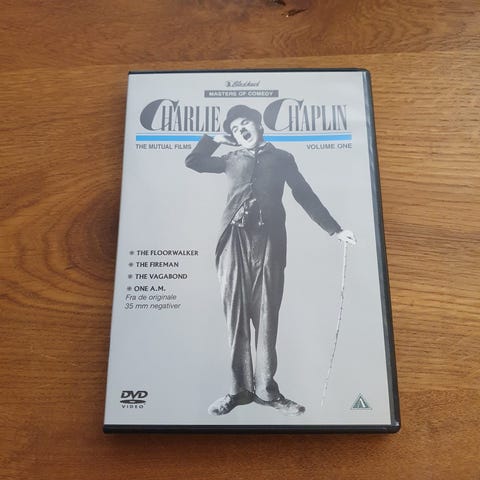 Blackhawk
MASTERS OF COMEDY
CHARLIE CHAPLIN
THE MUTUAL FILMS VOLUME ONE
THE FLOORWALKER
THE FIREMAN
THE VAGABOND
ONE A.M.
Fra de originale
35 mm negativer
DVD
VIDEO